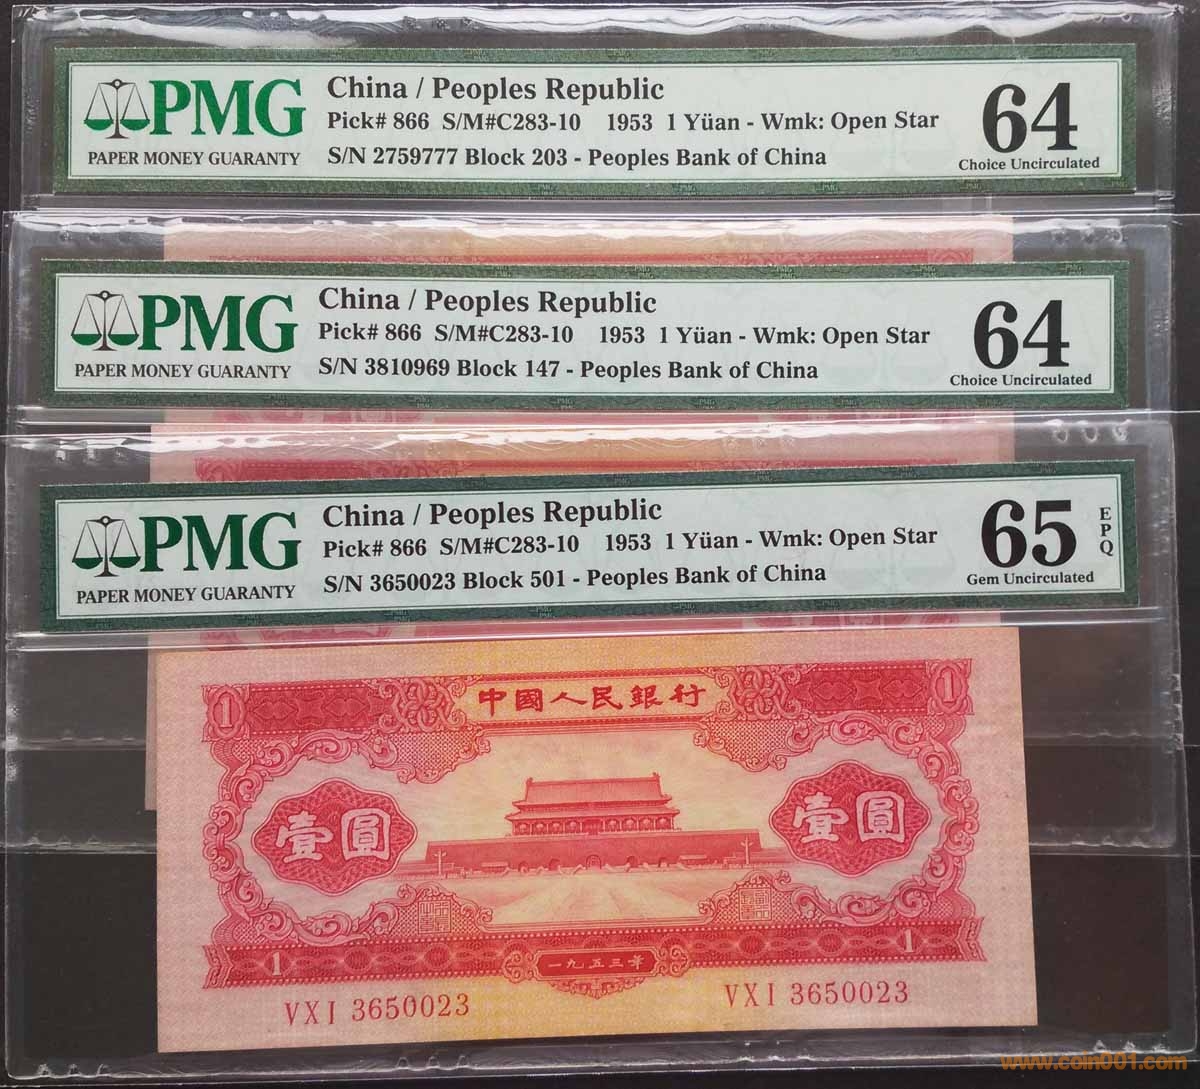 PMG
PAPER MONEY GUARANTY
China / Peoples Republic
Pick# 866 S/M#C283-10 1953 1 Yüan - Wmk: Open Star
S/N 2759777 Block 203 - Peoples Bank of China
64
Choice Uncirculated
PMG
PAPER MONEY GUARANTY
China / Peoples Republic
Pick# 866 S/M#C283-10 1953 1 Yüan - Wmk: Open Star
S/N 3810969 Block 147 - Peoples Bank of China
64
Choice Uncirculated
PMG
PAPER MONEY GUARANTY
China / Peoples Republic
Pick# 866 S/M#C283-10 1953 1 Yüan - Wmk: Open Star
S/N 3650023 Block 501 - Peoples Bank of China
65
EPQ
Gem Uncirculated
1 中國人民銀行 1
壹圓 壹圓
1 一九五三年 1
VXI 3650023 VXI 3650023
www.coin001.com